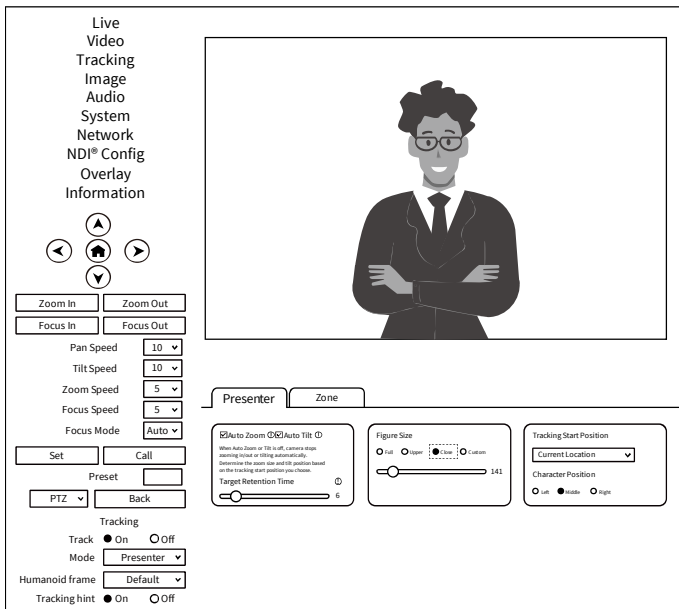 Live
Video
Tracking
Image
Audio
System
Network
NDI® Config
Overlay
Information
Zoom In Zoom Out
Focus In Focus Out
Pan Speed 10
Tilt Speed 10
Zoom Speed 5
Focus Speed 5
Focus Mode Auto
Set Call
Preset
PTZ Back
Tracking
Track On Off
Mode Presenter
Humanoid frame Default
Tracking hint On Off
Presenter Zone
Auto Zoom Auto Tilt
When Auto Zoom or Tilt is off, camera stops
zooming in/out or tilting automatically.
Determine the zoom size and tilt position based
on the tracking start position you choose.
Target Retention Time
6
Figure Size
Full Upper Close Custom
141
Tracking Start Position
Current Location
Character Position
Left Middle Right